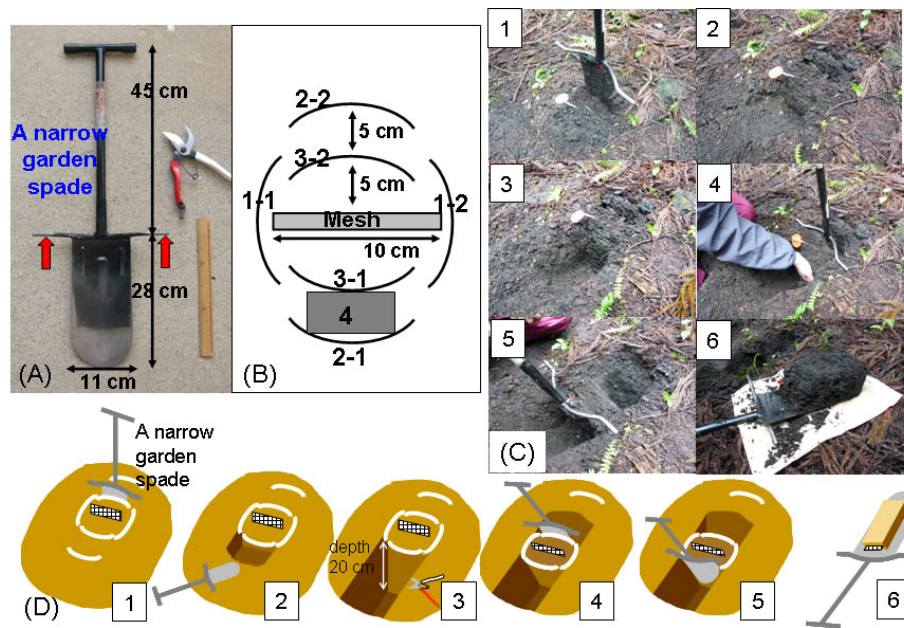 45 cm
A narrow
garden
spade
28 cm
11 cm
(A)
2-2
5 cm
3-2
5 cm
1-1
1-2
Mesh
10 cm
3-1
4
2-1
(B)
1
2
3
4
5
6
(C)
A narrow
garden
spade
depth
20 cm
1
2
3
4
5
6
(D)